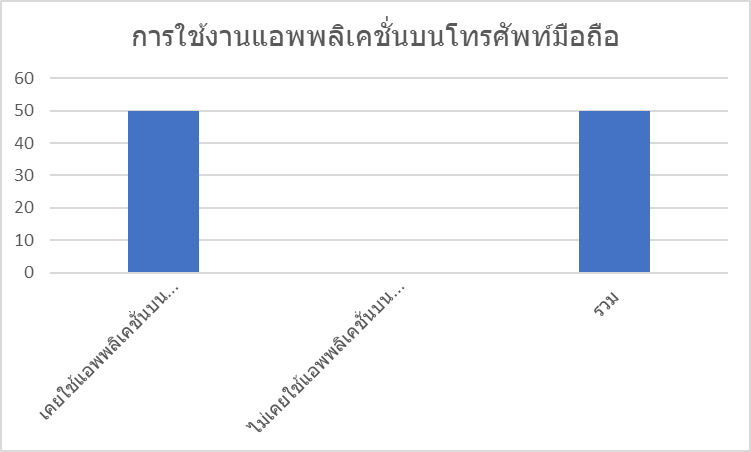 การใช้งานแอพพลิเคชั่นบนโทรศัพท์มือถือ
60
50
40
30
20
10
0
เคยใช้แอพพลิเคชั่นบน...
ไม่เคยใช้แอพพลิเคชั่นบน...
รวม